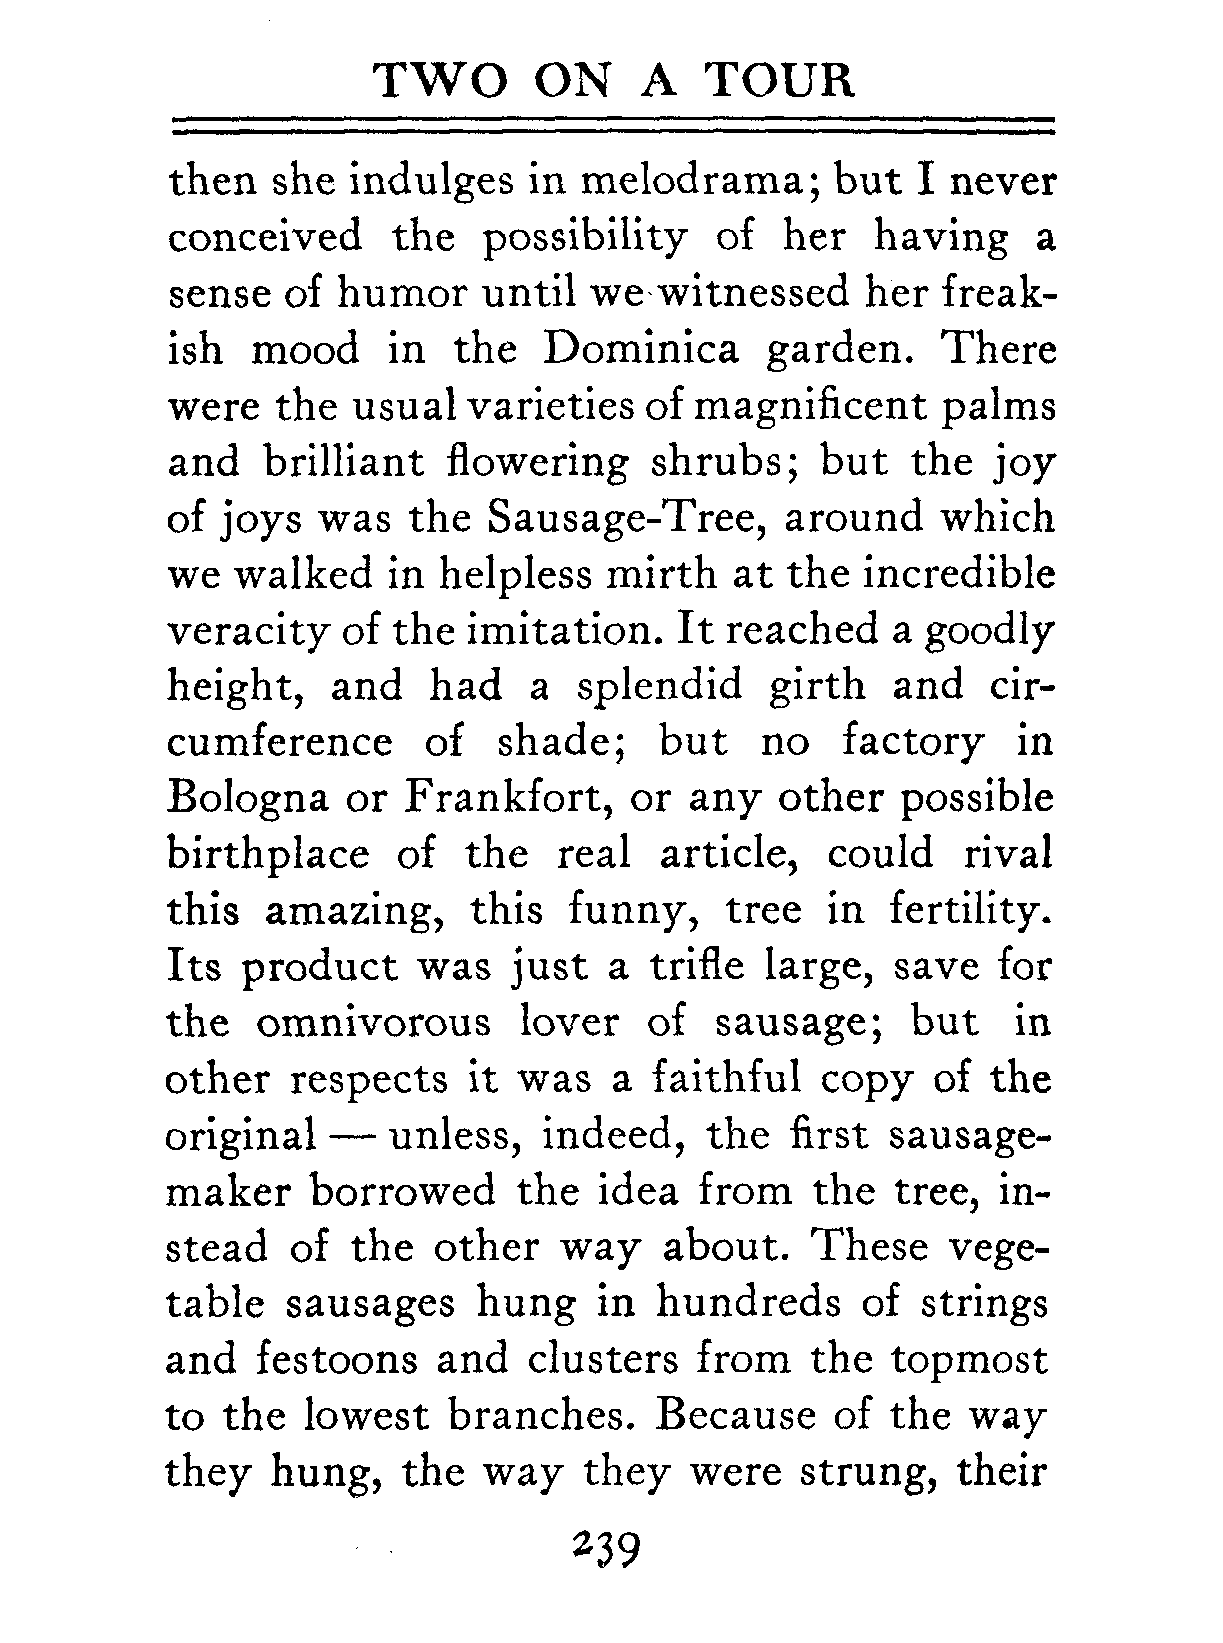 TWO ON A TOUR
then she indulges in melodrama; but I never
conceived the possibility of her having a
sense of humor until we witnessed her freak-
ish mood in the Dominica garden. There
were the usual varieties of magnificent palms
and brilliant flowering shrubs; but the joy
of joys was the Sausage-Tree, around which
we walked in helpless mirth at the incredible
veracity of the imitation. It reached a goodly
height, and had a splendid girth and cir-
cumference of shade; but no factory in
Bologna or Frankfort, or any other possible
birthplace of the real article, could rival
this amazing, this funny, tree in fertility.
Its product was just a trifle large, save for
the omnivorous lover of sausage; but in
other respects it was a faithful copy of the
original — unless, indeed, the first sausage-
maker borrowed the idea from the tree, in-
stead of the other way about. These vege-
table sausages hung in hundreds of strings
and festoons and clusters from the topmost
to the lowest branches. Because of the way
they hung, the way they were strung, their
239